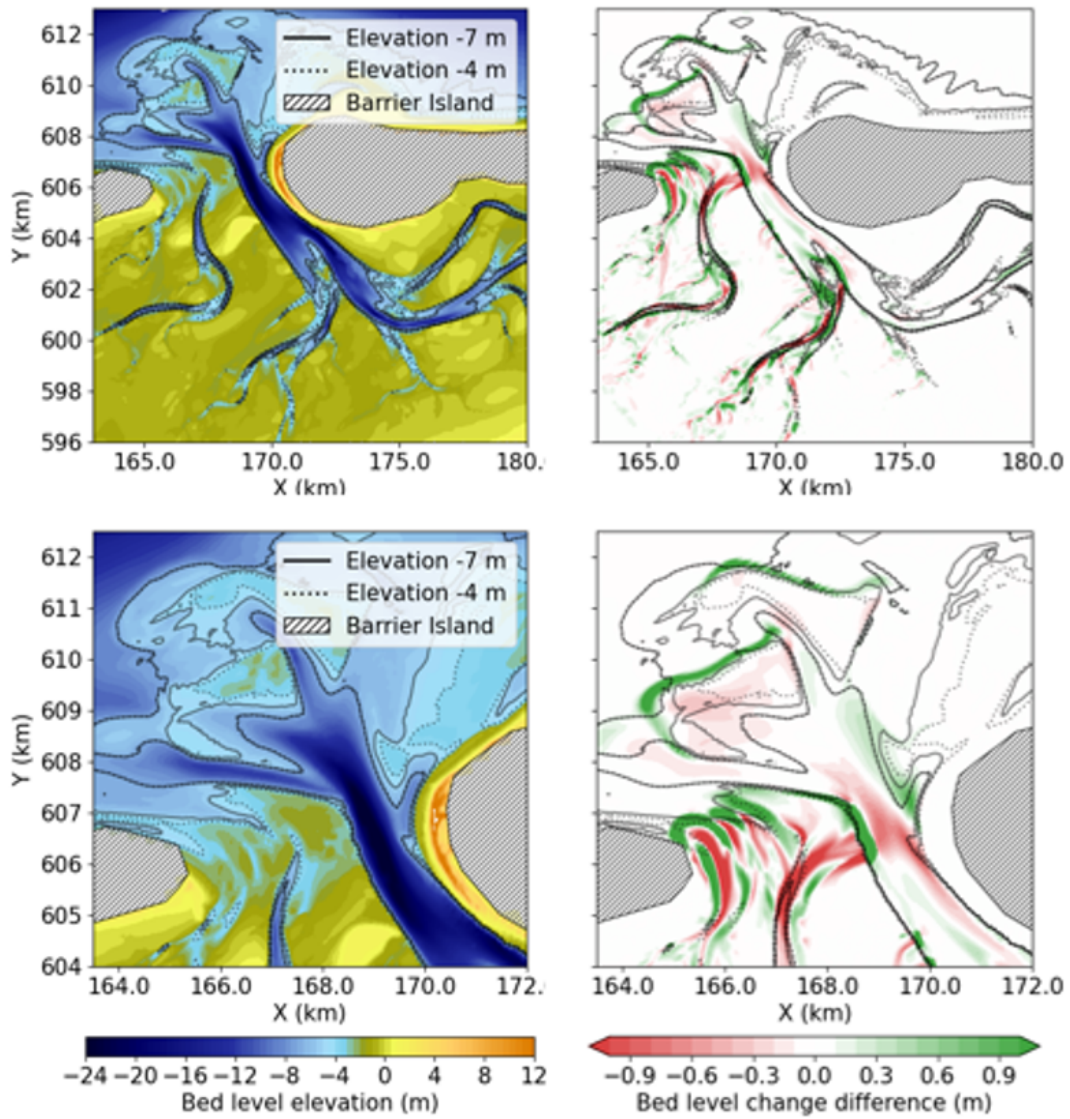 Elevation -7 m
Elevation -4 m
Barrier Island
612
610
608
606
604
602
600
598
596
Y (km)
165.0 170.0 175.0 180.
X (km)
165.0 170.0 175.0 180.0
X (km)
Elevation -7 m
Elevation -4 m
Barrier Island
612
611
610
609
608
607
606
605
604
Y (km)
164.0 166.0 168.0 170.0 172.
X (km)
164.0 166.0 168.0 170.0 172.0
X (km)
−24 −20 −16 −12 −8 −4 0 4 8 12
Bed level elevation (m)
−0.9 −0.6 −0.3 0.0 0.3 0.6 0.9
Bed level change difference (m)